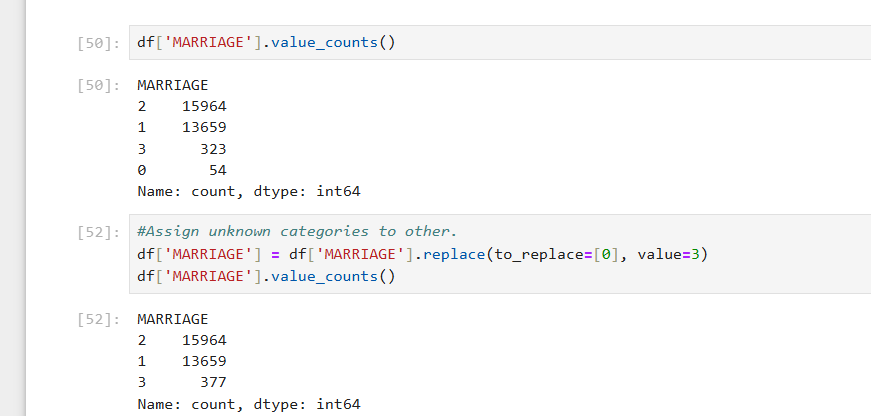 [50]: df['MARRIAGE'].value_counts()
[50]: MARRIAGE
2    15964
1    13659
3      323
0       54
Name: count, dtype: int64
[52]: #Assign unknown categories to other.
df['MARRIAGE'] = df['MARRIAGE'].replace(to_replace=[0], value=3)
df['MARRIAGE'].value_counts()
[52]: MARRIAGE
2    15964
1    13659
3      377
Name: count, dtype: int64